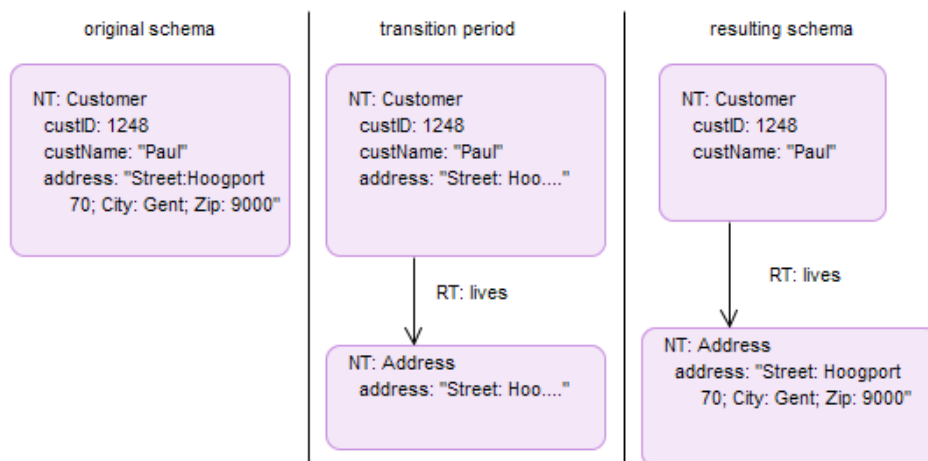 original schema
NT: Customer
custID: 1248
custName: "Paul"
address: "Street:Hoogport
70; City: Gent; Zip: 9000"
transition period
NT: Customer
custID: 1248
custName: "Paul"
address: "Street: Hoo...."
RT: lives
NT: Address
address: "Street: Hoo...."
resulting schema
NT: Customer
custID: 1248
custName: "Paul"
RT: lives
NT: Address
address: "Street: Hoogport
70; City: Gent; Zip: 9000"